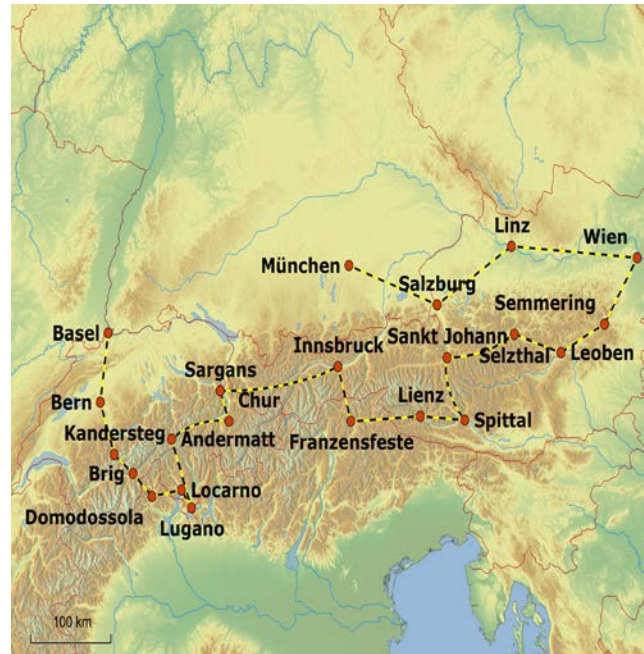 Linz
Wien
München
Salzburg
Semmering
Basel
Sankt Johann
Innsbruck
Selzthal
Leoben
Sargans
Chur
Bern
Lienz
Spittal
Kandersteg
Andermatt
Franzensfeste
Brig
Locarno
Domodossola
Lugano
100 km